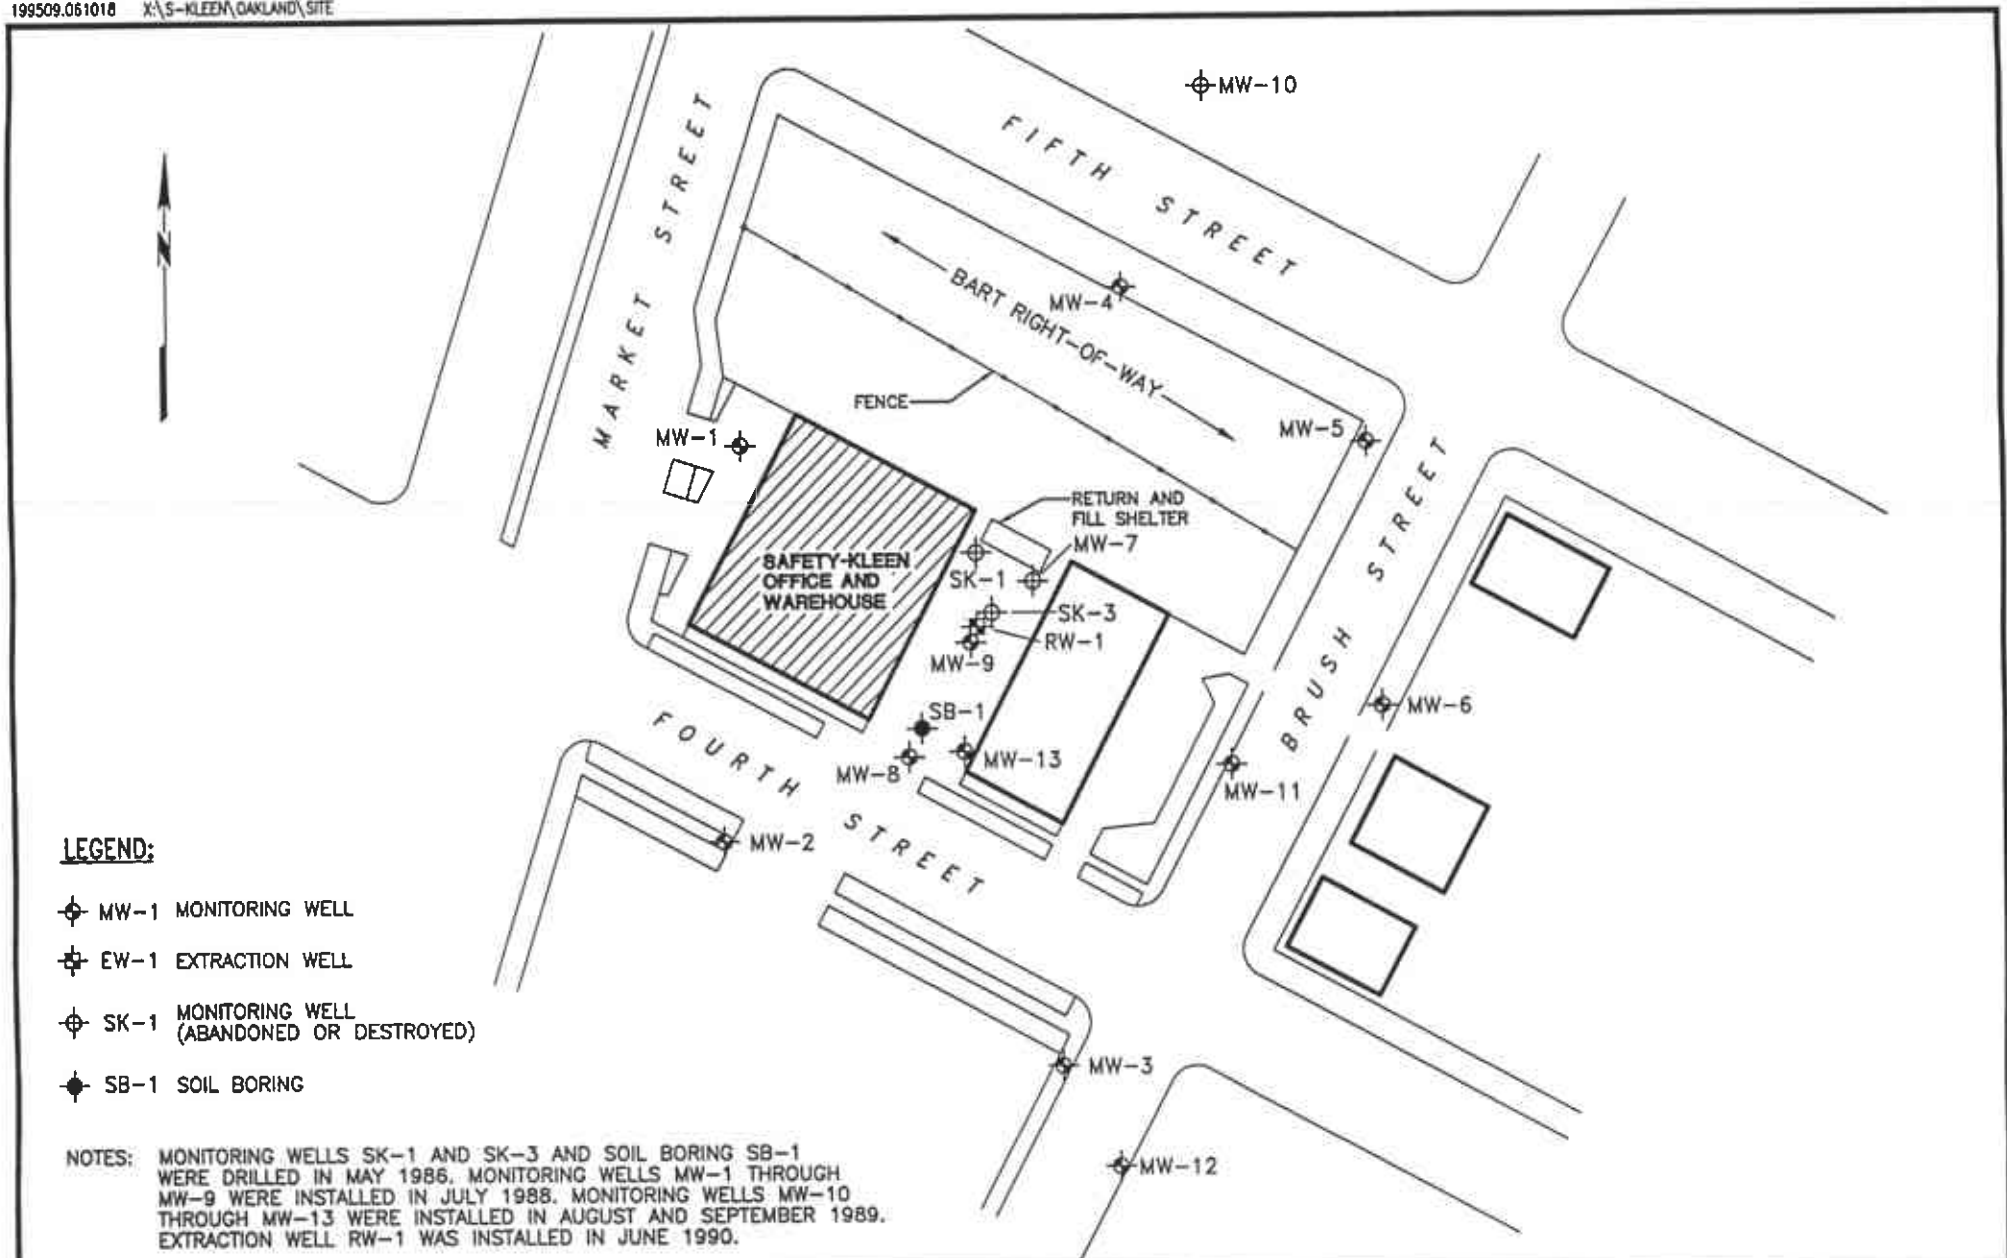 199509.061018 X:\S-KLEEN\OAKLAND\SITE
MW-10
FIFTH STREET
MARKET STREET
N
BART RIGHT-OF-WAY
MW-4
FENCE
MW-5
MW-1
RETURN AND
FILL SHELTER
MW-7
SK-1
SAFETY-KLEEN
OFFICE AND
WAREHOUSE
SK-3
RW-1
MW-9
BRUSH STREET
MW-6
SB-1
MW-13
MW-8
MW-11
FOURTH STREET
MW-2
MW-3
MW-12
LEGEND:
MW-1 MONITORING WELL
EW-1 EXTRACTION WELL
SK-1 MONITORING WELL
(ABANDONED OR DESTROYED)
SB-1 SOIL BORING
NOTES: MONITORING WELLS SK-1 AND SK-3 AND SOIL BORING SB-1
WERE DRILLED IN MAY 1986. MONITORING WELLS MW-1 THROUGH
MW-9 WERE INSTALLED IN JULY 1988. MONITORING WELLS MW-10
THROUGH MW-13 WERE INSTALLED IN AUGUST AND SEPTEMBER 1989.
EXTRACTION WELL RW-1 WAS INSTALLED IN JUNE 1990.